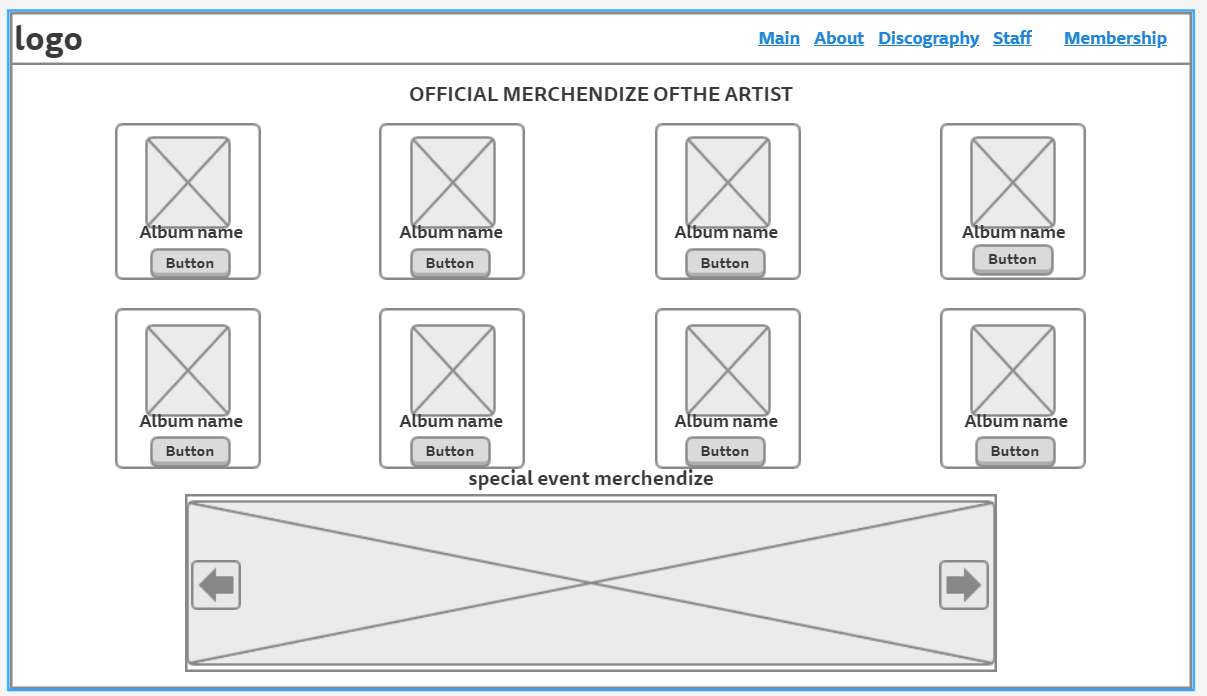 logo
Main About Discography Staff Membership
OFFICIAL MERCHENDIZE OFTHE ARTIST
Album name Album name Album name Album name
Button Button Button Button
Album name Album name Album name Album name
Button Button Button Button
special event merchendize